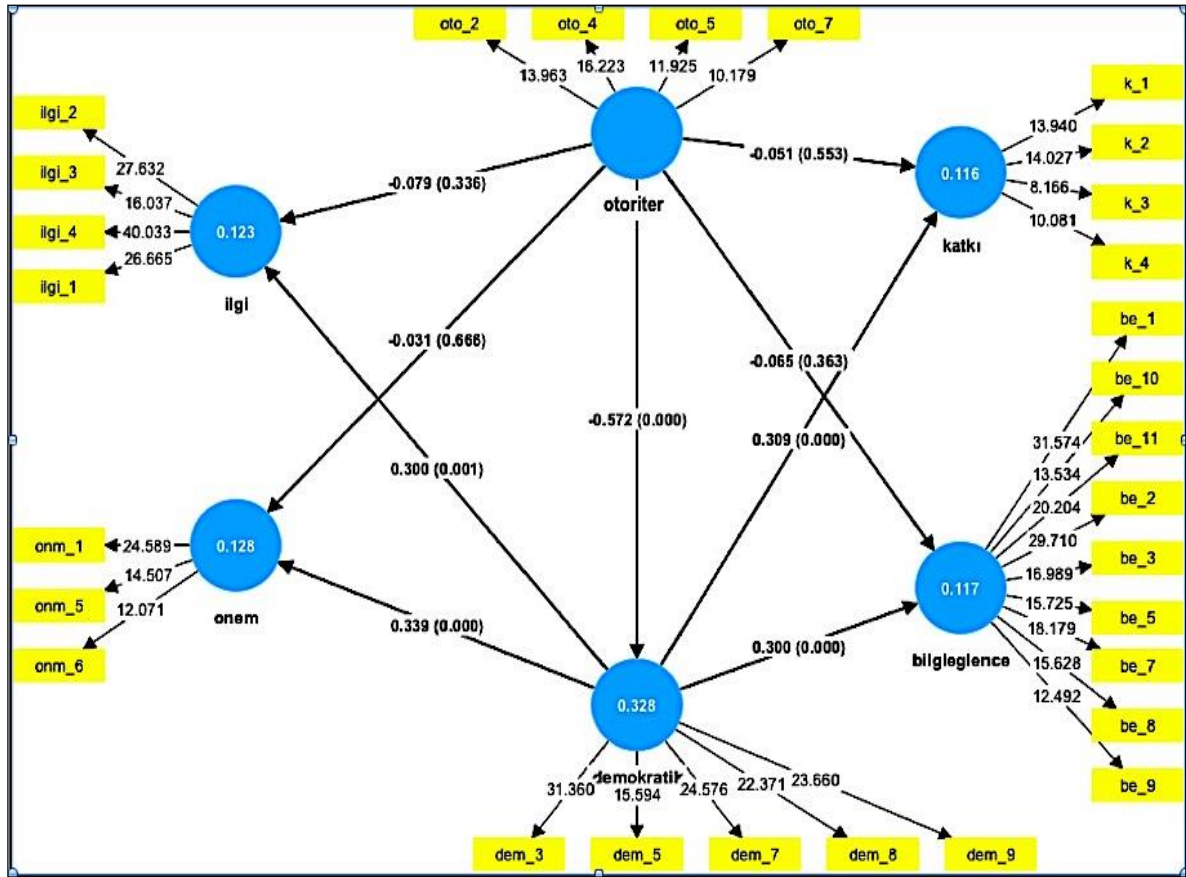 oto_2
oto_4
oto_5
oto_7
13.963
16.223
11.925
10.179
ilgi_2
ilgi_3
ilgi_4
ilgi_1
27.632
16.037
40.033
26.665
0.123
ilgi
otoriter
k_1
k_2
k_3
k_4
13.940
14.027
8.166
10.081
0.116
katkı
-0.079 (0.336)
-0.051 (0.553)
-0.031 (0.666)
-0.065 (0.363)
-0.572 (0.000)
0.300 (0.001)
0.309 (0.000)
0.339 (0.000)
0.300 (0.000)
onm_1
onm_5
onm_6
24.589
14.507
12.071
0.128
onem
be_1
be_10
be_11
be_2
be_3
be_5
be_7
be_8
be_9
31.574
13.534
20.204
29.710
16.989
15.725
18.179
15.628
12.492
0.117
bilgieglence
0.328
demokratik
31.360
15.594
24.576
22.371
23.660
dem_3
dem_5
dem_7
dem_8
dem_9